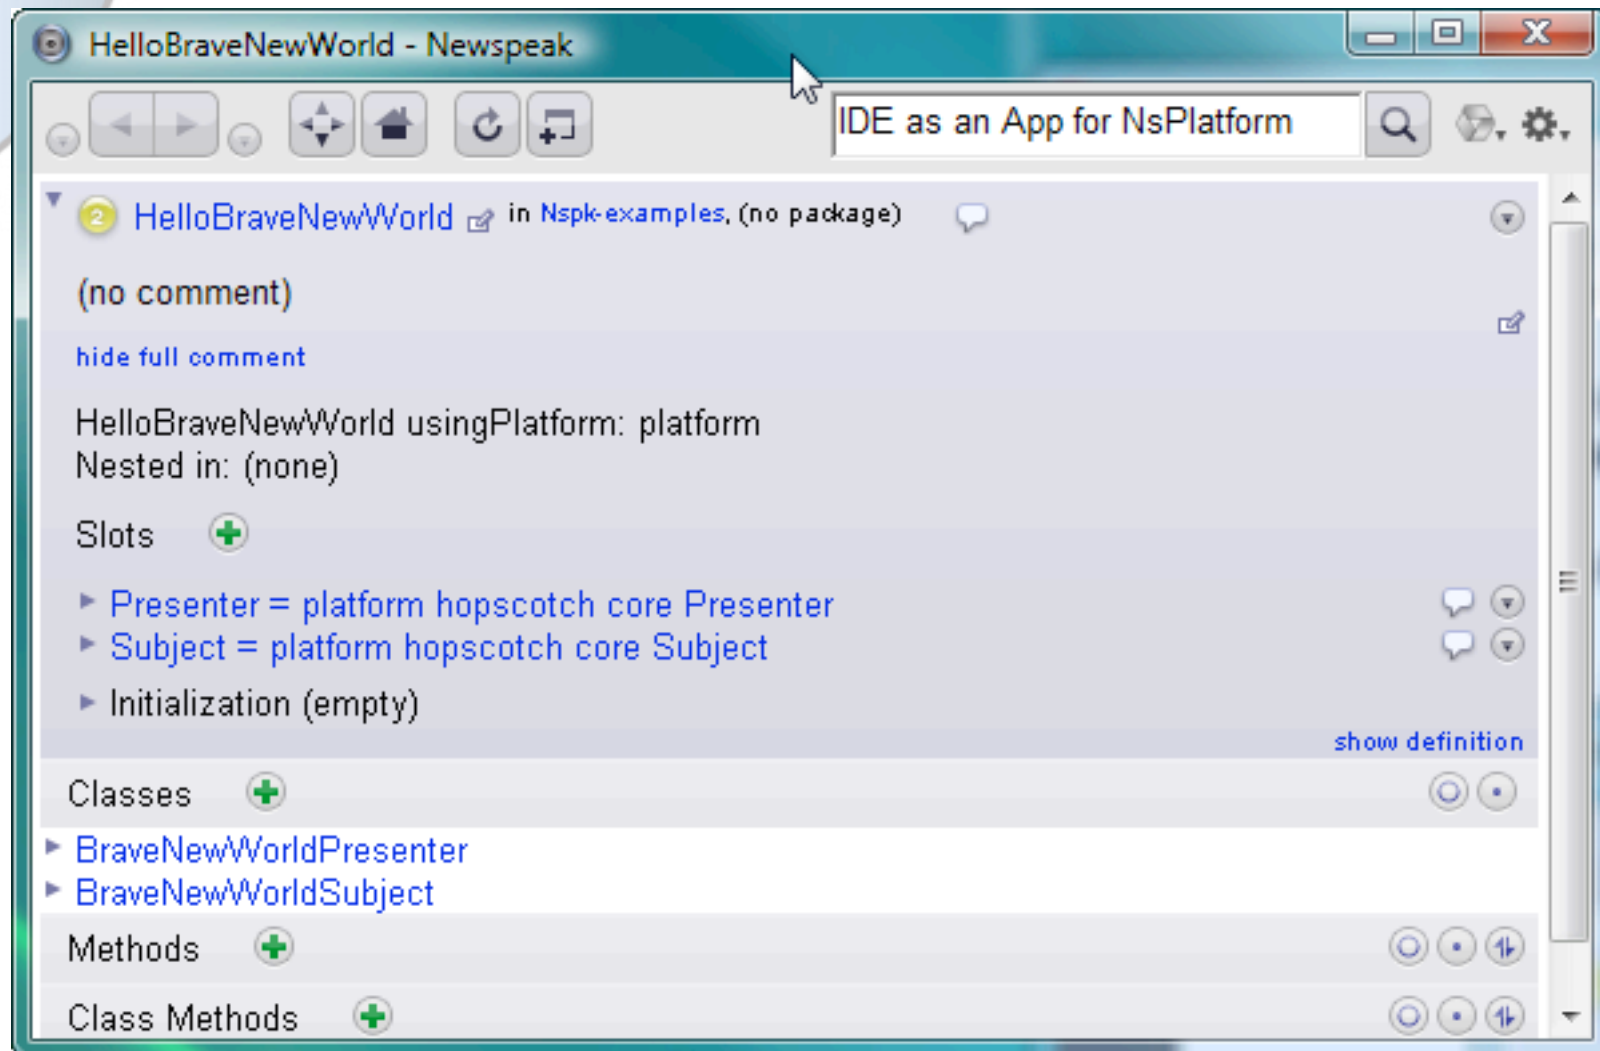 HelloBraveNewWorld - Newspeak
IDE as an App for NsPlatform
2 HelloBraveNewWorld in Nspk-examples, (no package)
(no comment)
hide full comment
HelloBraveNewWorld usingPlatform: platform
Nested in: (none)
Slots
Presenter = platform hopscotch core Presenter
Subject = platform hopscotch core Subject
Initialization (empty)
show definition
Classes
BraveNewWorldPresenter
BraveNewWorldSubject
Methods
Class Methods